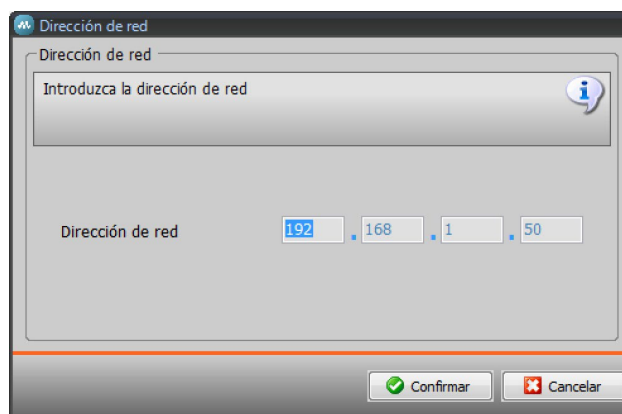 Dirección de red
Dirección de red
Introduzca la dirección de red
Dirección de red 192 . 168 . 1 . 50
Confirmar Cancelar